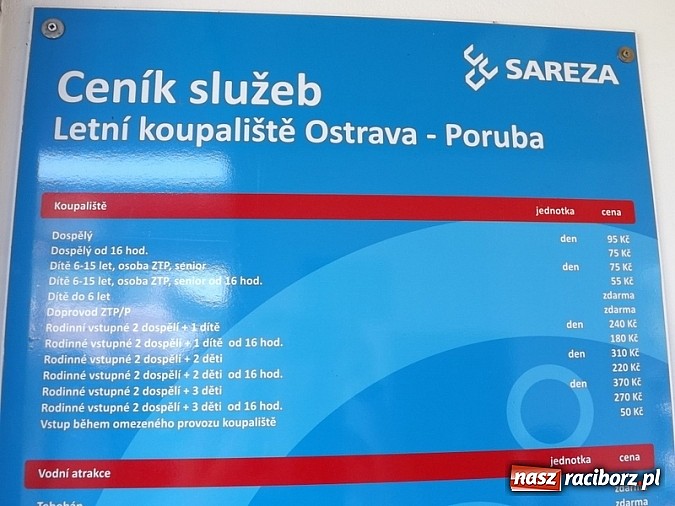 SAREZA
Ceník služeb
Letní koupaliště Ostrava - Poruba
Koupaliště jednotka cena
Dospělý den 95 Kč
Dospělý od 16 hod. 75 Kč
Dítě 6-15 let, osoba ZTP, senior den 75 Kč
Dítě 6-15 let, osoba ZTP, senior od 16 hod. 55 Kč
Dítě do 6 let zdarma
Doprovod ZTP/P zdarma
Rodinní vstupné 2 dospělí + 1 dítě den 240 Kč
Rodinné vstupné 2 dospělí + 1 dítě od 16 hod. 180 Kč
Rodinné vstupné 2 dospělí + 2 děti den 310 Kč
Rodinné vstupné 2 dospělí + 2 děti od 16 hod. 220 Kč
Rodinné vstupné 2 dospělí + 3 děti den 370 Kč
Rodinné vstupné 2 dospělí + 3 děti od 16 hod. 270 Kč
Vstup během omezeného provozu koupaliště 50 Kč
Vodní atrakce jednotka cena
zdarma
Tobogán zdarma
nasz raciborz.pl